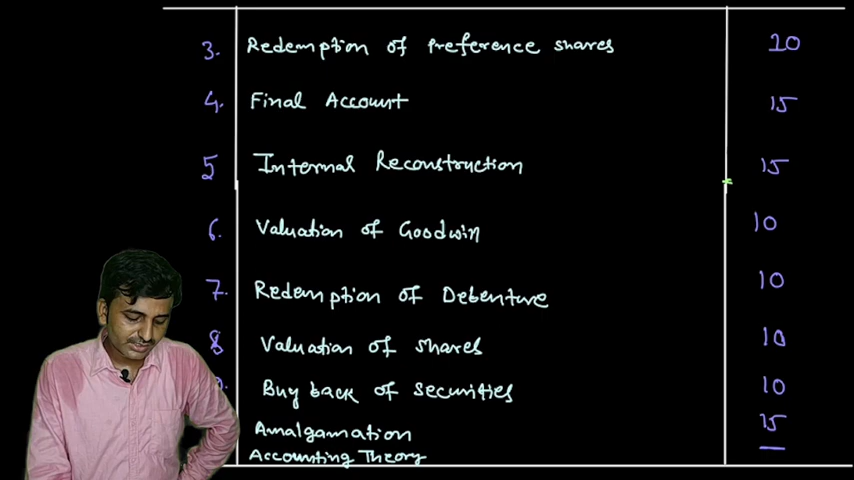 3. Redemption of Preference shares 20
4. Final Account 15
5 Internal Reconstruction 15
6. Valuation of Goodwin 10
7. Redemption of Debenture 10
8 Valuation of shares 10
Buy back of securities 10
Amalgamation 15
Accounting Theory